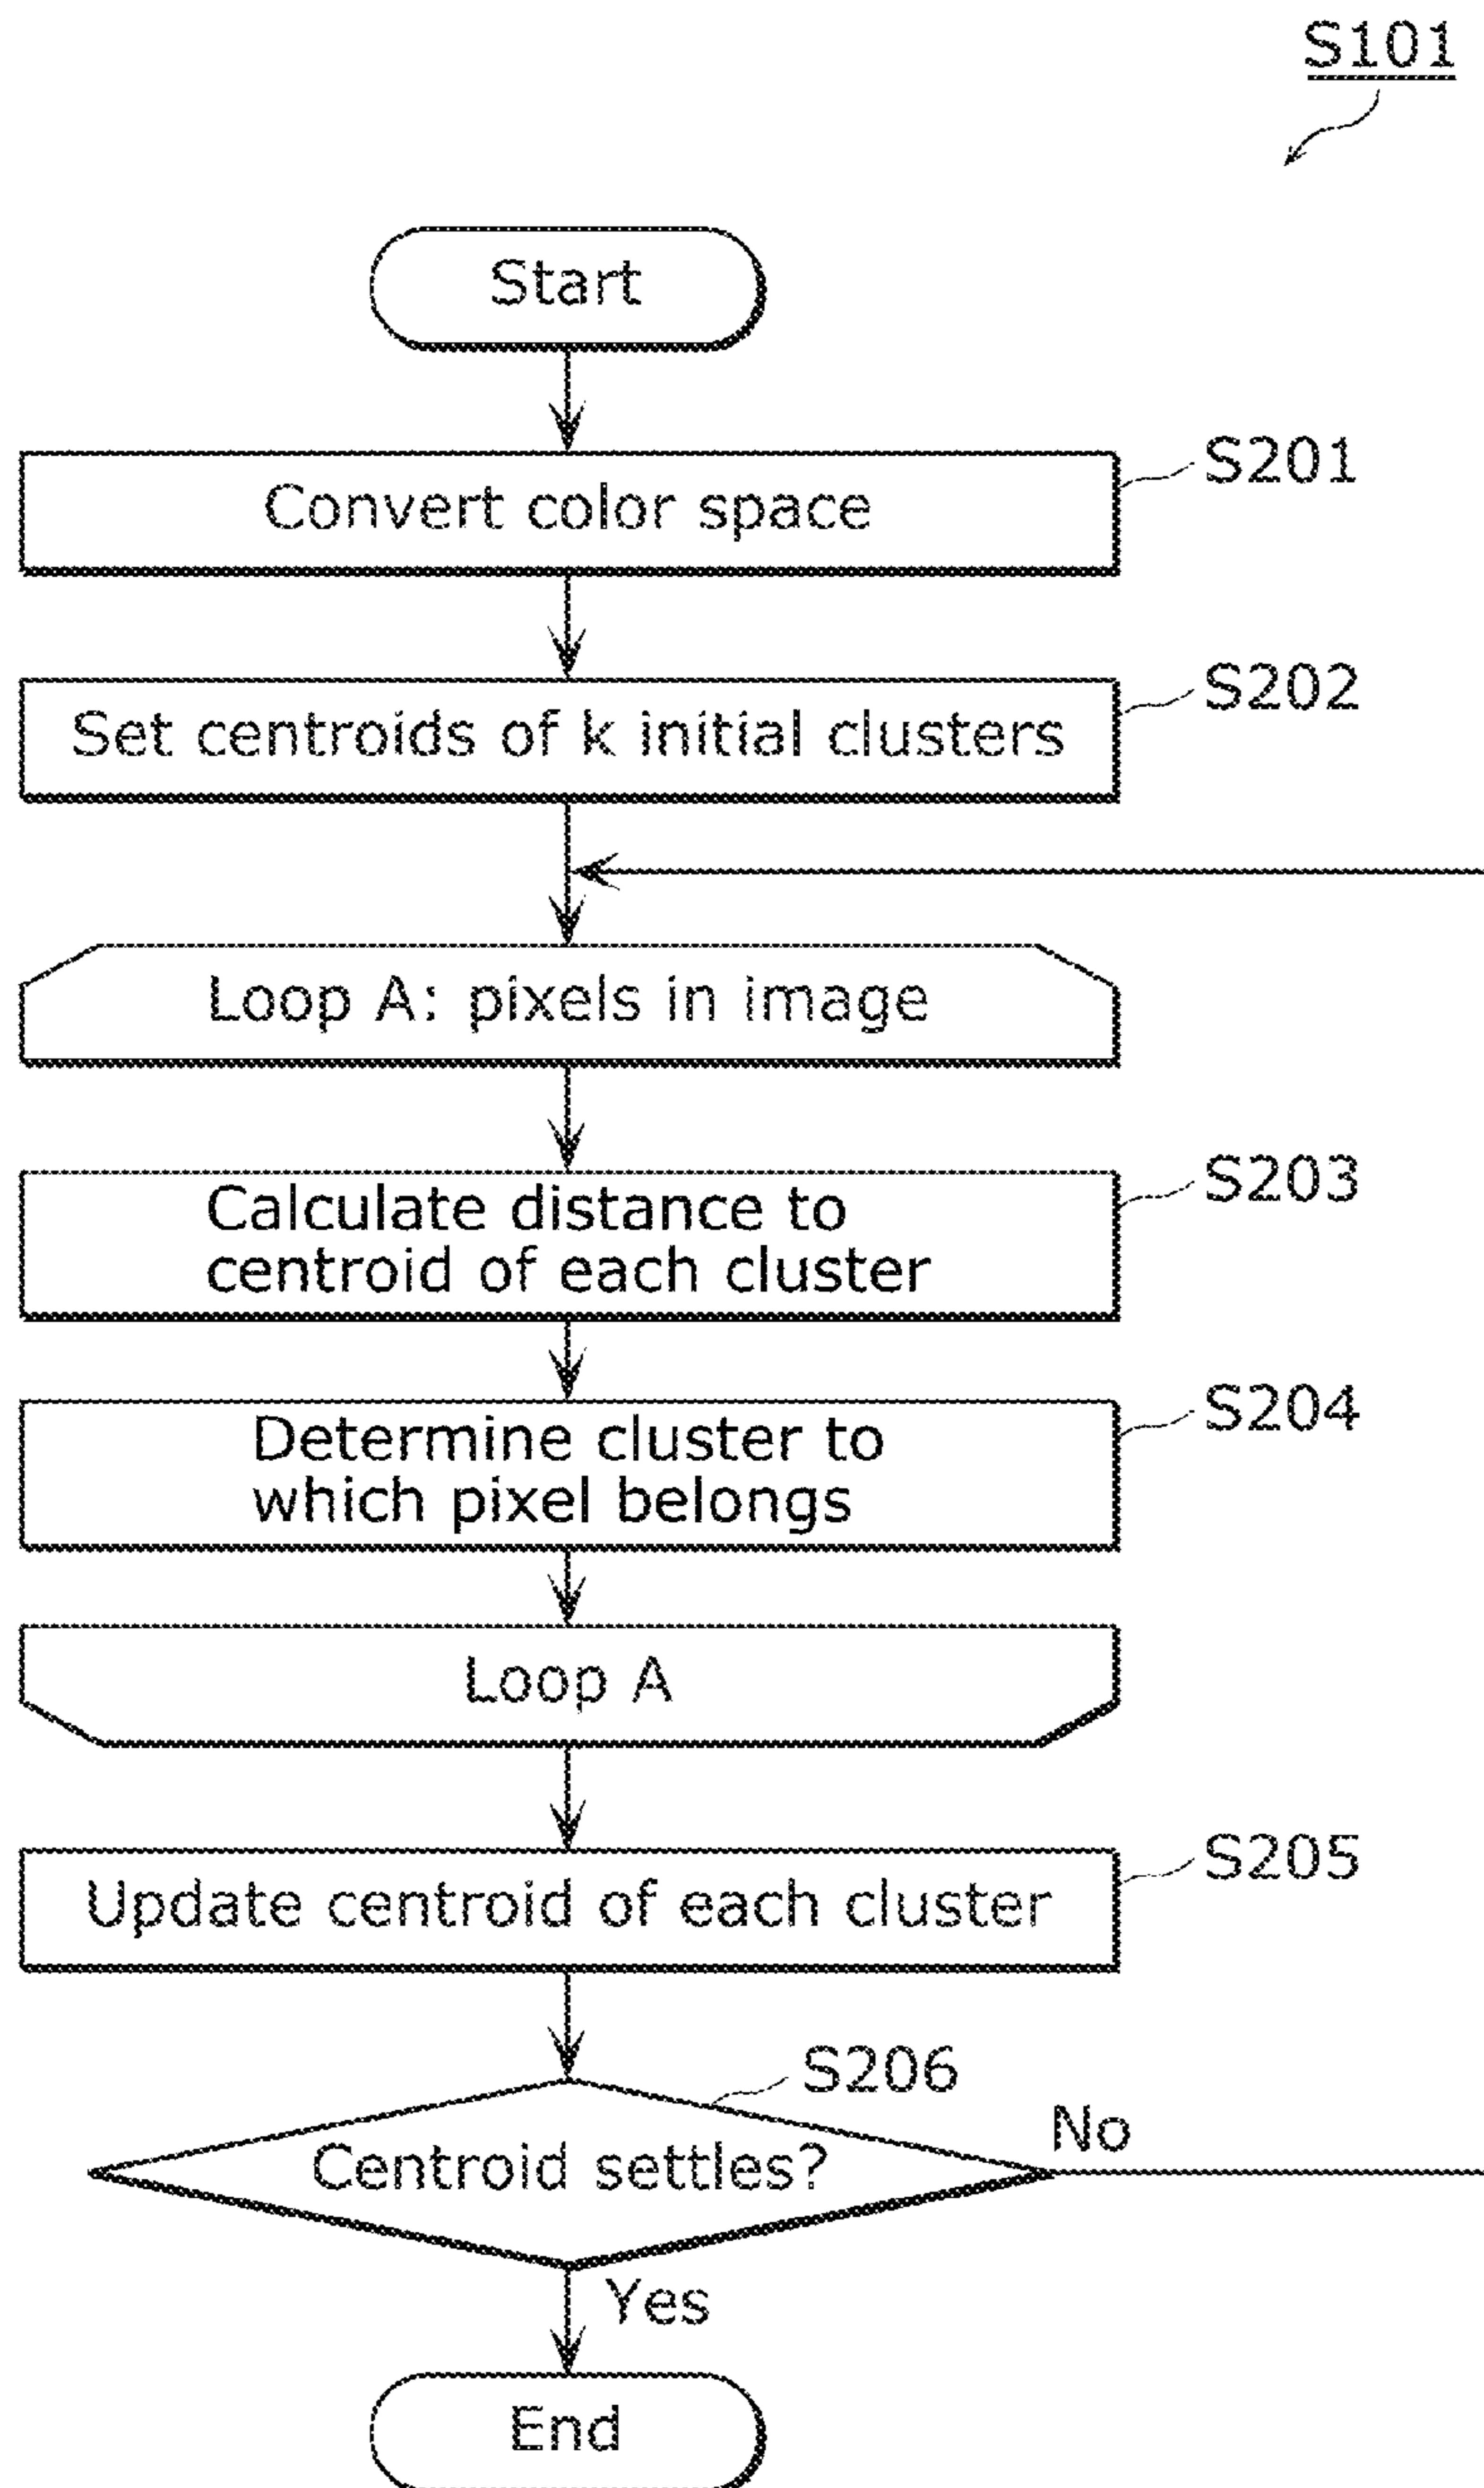 S101
Start
Convert color space
S201
Set centroids of k initial clusters
S202
Loop A: pixels in image
Calculate distance to
centroid of each cluster
S203
Determine cluster to
which pixel belongs
S204
Loop A
Update centroid of each cluster
S205
S206
Centroid settles?
No
Yes
End